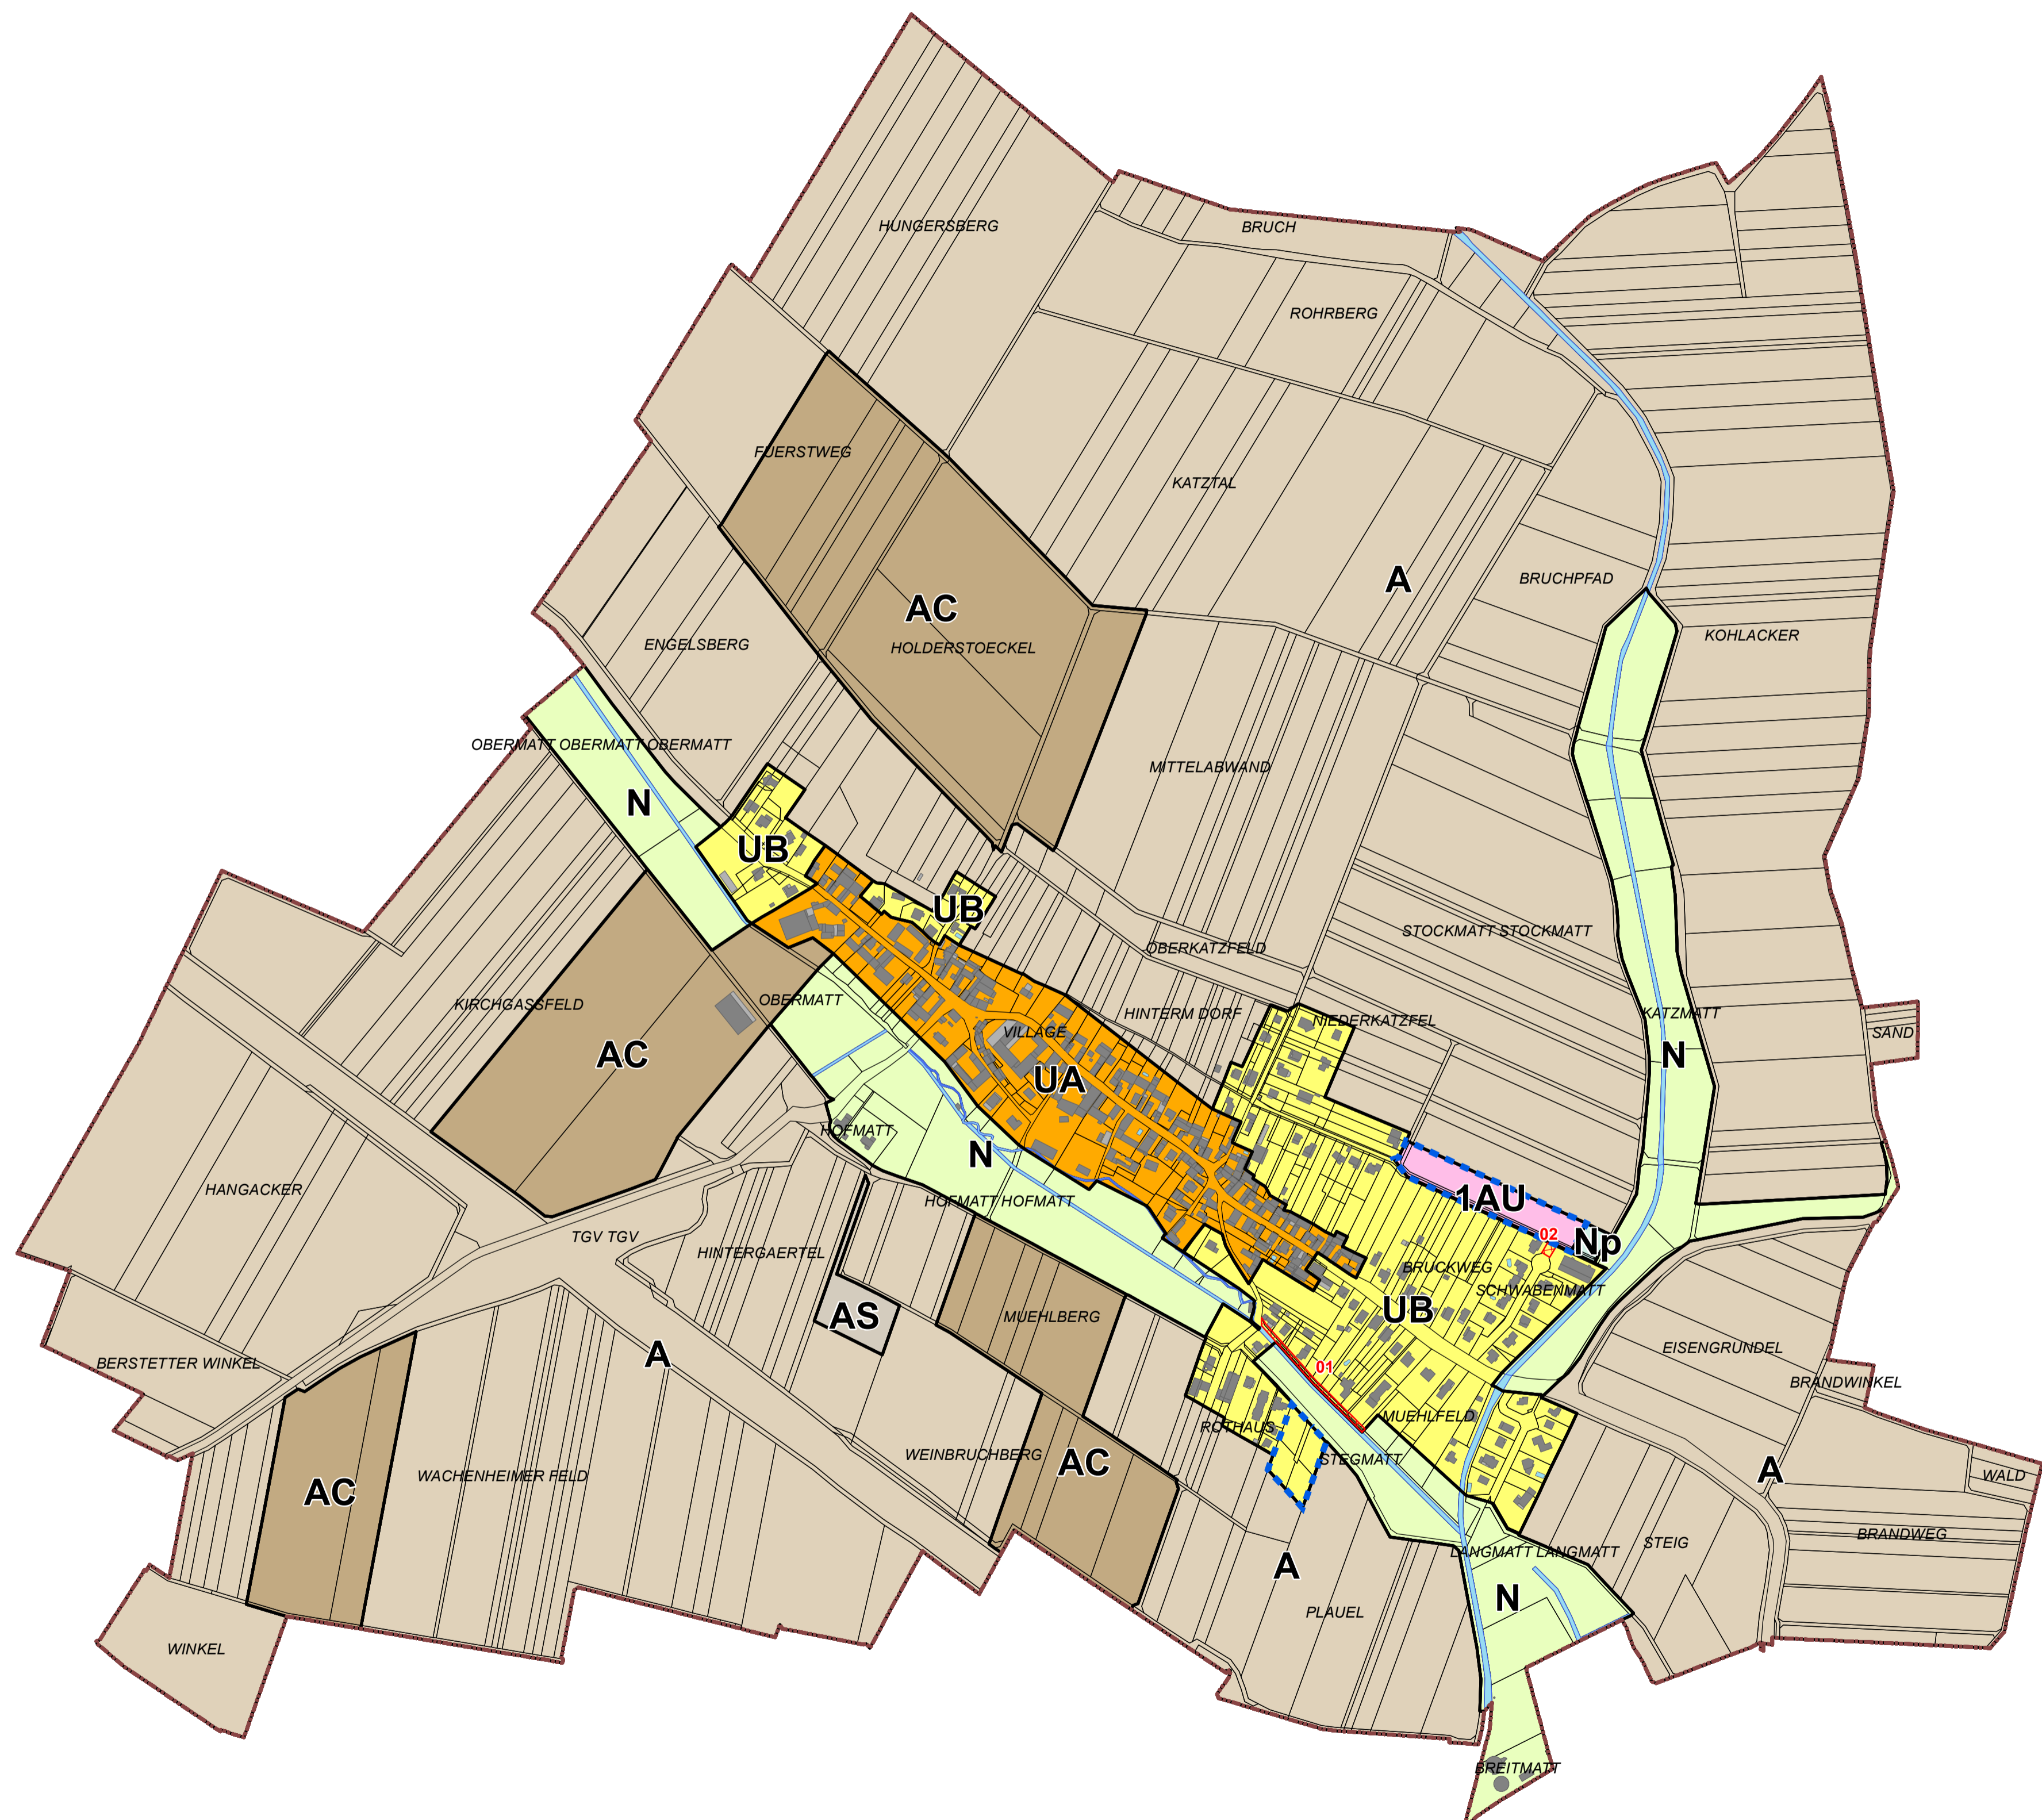 HUNGERSBERG
BRUCH
ROHRBERG
FUERSTWEG
KATZTAL
A
BRUCHPFAD
AC
HOLDERSTOECKEL
KOHLACKER
ENGELSBERG
OBERMATT OBERMATT OBERMATT
MITTELABWAND
N
UB
UB
STOCKMATT STOCKMATT
OBERKATZFELD
KIRCHGASSFELD
OBERMATT
HINTERM DORF
NIEDERKATZFEL
KATZMATT
SAND
VILLAGE
AC
UA
N
HOFMATT
N
HANGACKER
HOFMATT HOFMATT
1AU
TGV TGV
HINTERGAERTEL
02
Np
BRUCKWEG
SCHWABENMATT
AS
MUEHLBERG
UB
BERSTETTER WINKEL
A
EISENGRUNDEL
01
BRANDWINKEL
MUEHLFELD
ROTHAUS
WEINBRUCHBERG
AC
STEGMATT
A
WALD
WACHENHEIMER FELD
AC
BRANDWEG
STEIG
LANGMATT LANGMATT
A
N
PLAUEL
WINKEL
BREITMATT